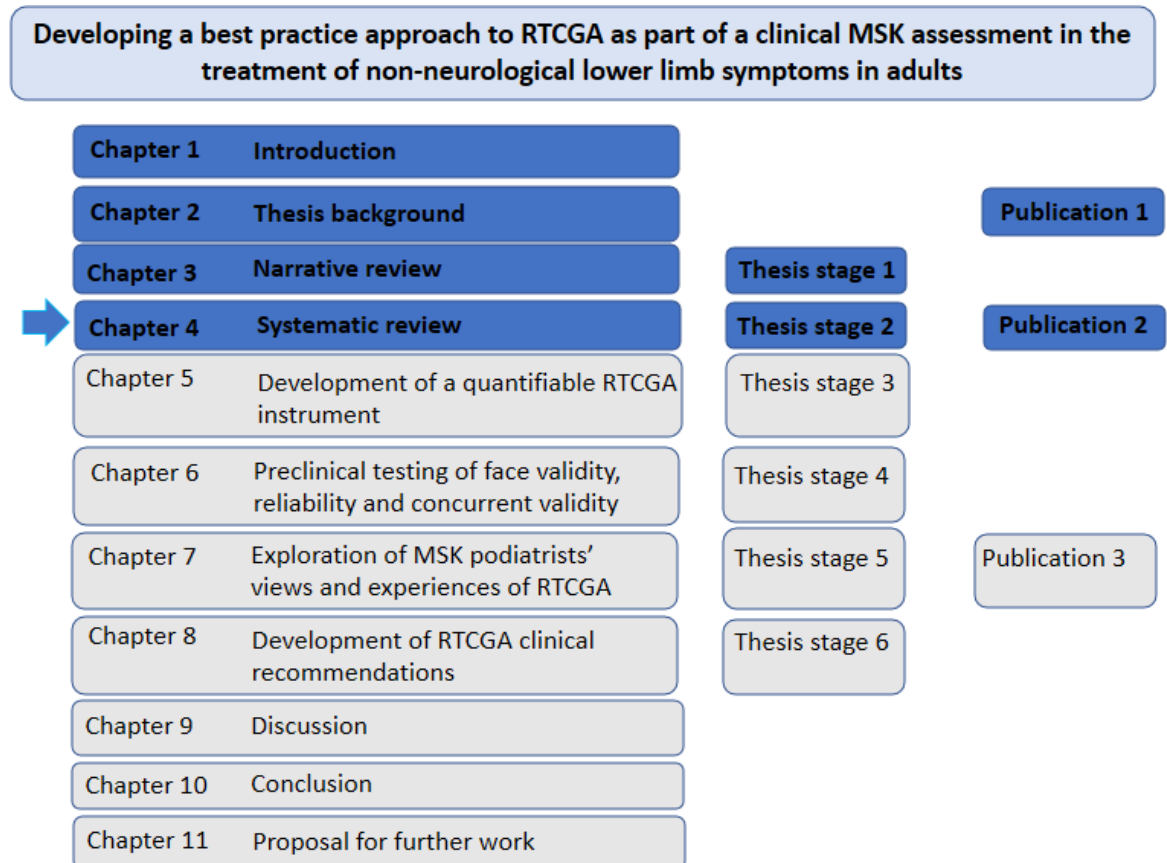 Developing a best practice approach to RTCGA as part of a clinical MSK assessment in the
treatment of non-neurological lower limb symptoms in adults
Chapter 1 Introduction
Chapter 2 Thesis background Publication 1
Chapter 3 Narrative review Thesis stage 1
Chapter 4 Systematic review Thesis stage 2 Publication 2
Chapter 5 Development of a quantifiable RTCGA Thesis stage 3
instrument
Chapter 6 Preclinical testing of face validity, Thesis stage 4
reliability and concurrent validity
Chapter 7 Exploration of MSK podiatrists’ Thesis stage 5 Publication 3
views and experiences of RTCGA
Chapter 8 Development of RTCGA clinical Thesis stage 6
recommendations
Chapter 9 Discussion
Chapter 10 Conclusion
Chapter 11 Proposal for further work